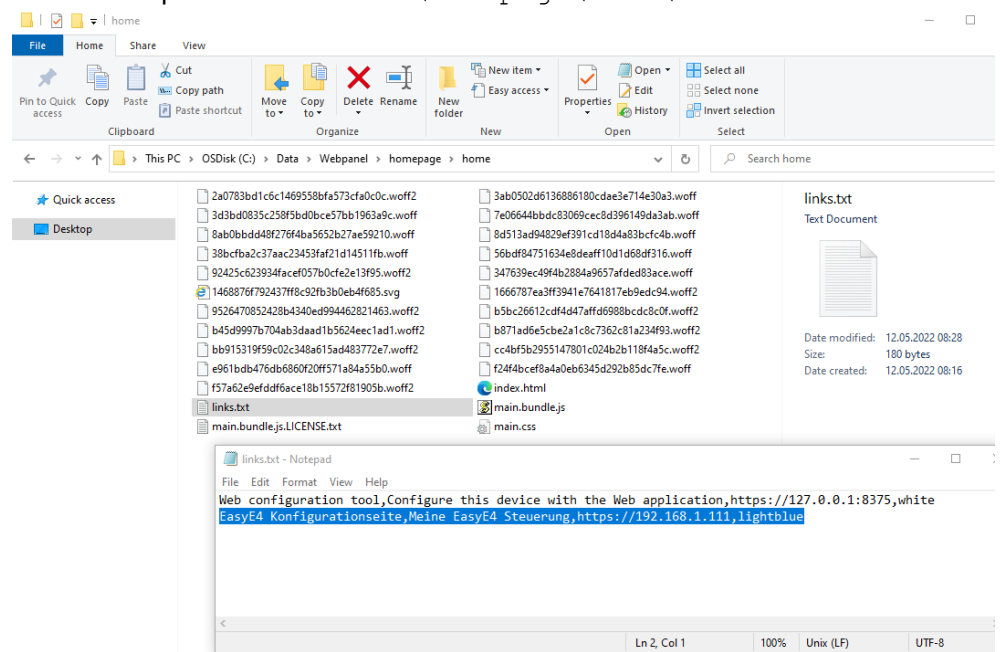 home
File Home Share View
Pin to Quick access
Copy
Paste
Cut
Copy path
Paste shortcut
Clipboard
Move to
Copy to
Delete
Rename
Organize
New folder
New item
Easy access
New
Properties
Open
Edit
History
Open
Select all
Select none
Invert selection
Select
This PC > OSDisk (C:) > Data > Webpanel > homepage > home
Search home
Quick access
Desktop
2a0783bd1c6c1469558bfa573cfa0c0c.woff2
3d3bd0835c258f5bd0bce57bb1963a9c.woff
8ab0bbdd48f276f4ba5652b27ae59210.woff
38bcfba2c37aac23453faf21d14511fb.woff
92425c623934facef057b0cfe2e13f95.woff2
1468876f792437ff8c92fb3b0eb4f685.svg
9526470852428b4340ed994462821463.woff2
b45d9997b704ab3daad1b5624eec1ad1.woff2
bb915319f59c02c348a615ad483772e7.woff2
e961bdb476db6860f20ff571a84a55b0.woff
f57a62e9efddf6ace18b15572f81905b.woff2
links.txt
main.bundle.js.LICENSE.txt
3ab0502d6136886180cdae3e714e30a3.woff
7e06644bbdc83069cec8d396149da3ab.woff
8d513ad94829ef391cd18d4a83bcfc4b.woff
56bdf84751634e8deaff10d1d68df316.woff
347639ec49f4b2884a9657afded83ace.woff
1666787ea3ff3941e7641817eb9edc94.woff2
b5bc26612cdf4d47affd6988bcdc8c0f.woff2
b871ad6e5cbe2a1c8c7362c81a234f93.woff2
cc4bf5b2955147801c024b2b118f4a5c.woff2
f24f4bcef8a4a0eb6345d292b85dc7fe.woff
index.html
main.bundle.js
main.css
links.txt
Text Document
Date modified: 12.05.2022 08:28
Size: 180 bytes
Date created: 12.05.2022 08:16
links.txt - Notepad
File Edit Format View Help
Web configuration tool,Configure this device with the Web application,https://127.0.0.1:8375,white
EasyE4 Konfigurationseite,Meine EasyE4 Steuerung,https://192.168.1.111,lightblue
Ln 2, Col 1 100% Unix (LF) UTF-8